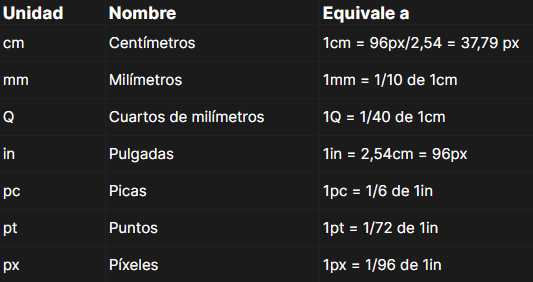 Unidad Nombre Equivale a
cm Centímetros 1cm = 96px/2,54 = 37,79 px
mm Milímetros 1mm = 1/10 de 1cm
Q Cuartos de milímetros 1Q = 1/40 de 1cm
in Pulgadas 1in = 2,54cm = 96px
pc Picas 1pc = 1/6 de 1in
pt Puntos 1pt = 1/72 de 1in
px Píxeles 1px = 1/96 de 1in